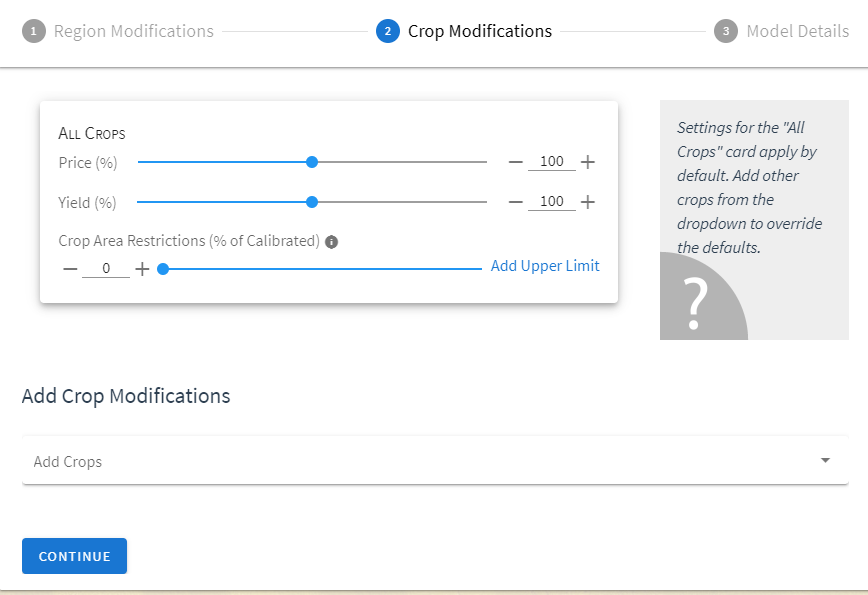 1 Region Modifications 2 Crop Modifications 3 Model Details
All Crops
Price (%) − 100 +
Yield (%) − 100 +
Crop Area Restrictions (% of Calibrated) i
− 0 + Add Upper Limit
Settings for the "All
Crops" card apply by
default. Add other
crops from the
dropdown to override
the defaults.
?
Add Crop Modifications
Add Crops
CONTINUE